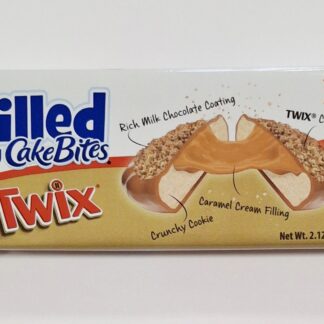 illed
CakeBites
TWIX®
Rich Milk Chocolate Coating
TWIX® C
Caramel Cream Filling
Crunchy Cookie
Net Wt. 2.12